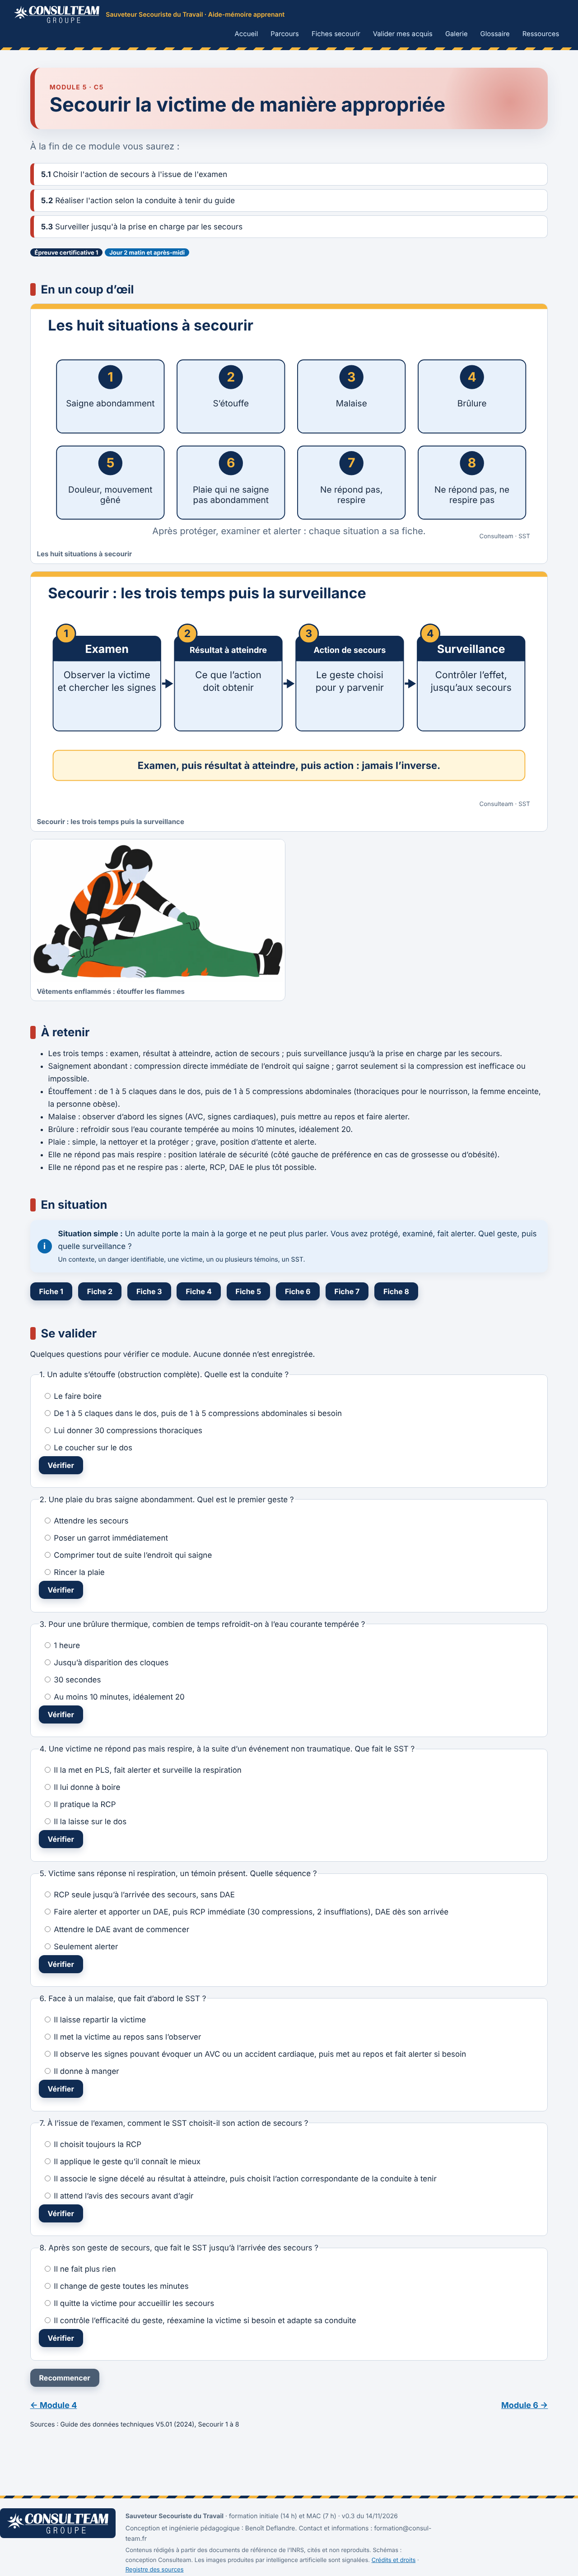 CONSULTEAM
GROUPE
Sauveteur Secouriste du Travail · Aide-mémoire apprenant
Accueil Parcours Fiches secourir Valider mes acquis Galerie Glossaire Ressources
MODULE 5 · C5
Secourir la victime de manière appropriée
À la fin de ce module vous saurez :
5.1 Choisir l'action de secours à l'issue de l'examen
5.2 Réaliser l'action selon la conduite à tenir du guide
5.3 Surveiller jusqu'à la prise en charge par les secours
Épreuve certificative 1 Jour 2 matin et après-midi
En un coup d’œil
Les huit situations à secourir
1
Saigne abondamment
2
S’étouffe
3
Malaise
4
Brûlure
5
Douleur, mouvement
gêné
6
Plaie qui ne saigne
pas abondamment
7
Ne répond pas,
respire
8
Ne répond pas, ne
respire pas
Après protéger, examiner et alerter : chaque situation a sa fiche.
Consulteam · SST
Les huit situations à secourir
Secourir : les trois temps puis la surveillance
1
Examen
Observer la victime
et chercher les signes
2
Résultat à atteindre
Ce que l’action
doit obtenir
3
Action de secours
Le geste choisi
pour y parvenir
4
Surveillance
Contrôler l’effet,
jusqu’aux secours
Examen, puis résultat à atteindre, puis action : jamais l’inverse.
Consulteam · SST
Secourir : les trois temps puis la surveillance
Vêtements enflammés : étouffer les flammes
À retenir
• Les trois temps : examen, résultat à atteindre, action de secours ; puis surveillance jusqu’à la prise en charge par les secours.
• Saignement abondant : compression directe immédiate de l’endroit qui saigne ; garrot seulement si la compression est inefficace ou
impossible.
• Étouffement : de 1 à 5 claques dans le dos, puis de 1 à 5 compressions abdominales (thoraciques pour le nourrisson, la femme enceinte,
la personne obèse).
• Malaise : observer d’abord les signes (AVC, signes cardiaques), puis mettre au repos et faire alerter.
• Brûlure : refroidir sous l’eau courante tempérée au moins 10 minutes, idéalement 20.
• Plaie : simple, la nettoyer et la protéger ; grave, position d’attente et alerte.
• Elle ne répond pas mais respire : position latérale de sécurité (côté gauche de préférence en cas de grossesse ou d’obésité).
• Elle ne répond pas et ne respire pas : alerte, RCP, DAE le plus tôt possible.
En situation
i
Situation simple : Un adulte porte la main à la gorge et ne peut plus parler. Vous avez protégé, examiné, fait alerter. Quel geste, puis
quelle surveillance ?
Un contexte, un danger identifiable, une victime, un ou plusieurs témoins, un SST.
Fiche 1 Fiche 2 Fiche 3 Fiche 4 Fiche 5 Fiche 6 Fiche 7 Fiche 8
Se valider
Quelques questions pour vérifier ce module. Aucune donnée n’est enregistrée.
1. Un adulte s’étouffe (obstruction complète). Quelle est la conduite ?
Le faire boire
De 1 à 5 claques dans le dos, puis de 1 à 5 compressions abdominales si besoin
Lui donner 30 compressions thoraciques
Le coucher sur le dos
Vérifier
2. Une plaie du bras saigne abondamment. Quel est le premier geste ?
Attendre les secours
Poser un garrot immédiatement
Comprimer tout de suite l’endroit qui saigne
Rincer la plaie
Vérifier
3. Pour une brûlure thermique, combien de temps refroidit-on à l’eau courante tempérée ?
1 heure
Jusqu’à disparition des cloques
30 secondes
Au moins 10 minutes, idéalement 20
Vérifier
4. Une victime ne répond pas mais respire, à la suite d’un événement non traumatique. Que fait le SST ?
Il la met en PLS, fait alerter et surveille la respiration
Il lui donne à boire
Il pratique la RCP
Il la laisse sur le dos
Vérifier
5. Victime sans réponse ni respiration, un témoin présent. Quelle séquence ?
RCP seule jusqu’à l’arrivée des secours, sans DAE
Faire alerter et apporter un DAE, puis RCP immédiate (30 compressions, 2 insufflations), DAE dès son arrivée
Attendre le DAE avant de commencer
Seulement alerter
Vérifier
6. Face à un malaise, que fait d’abord le SST ?
Il laisse repartir la victime
Il met la victime au repos sans l’observer
Il observe les signes pouvant évoquer un AVC ou un accident cardiaque, puis met au repos et fait alerter si besoin
Il donne à manger
Vérifier
7. À l’issue de l’examen, comment le SST choisit-il son action de secours ?
Il choisit toujours la RCP
Il applique le geste qu’il connaît le mieux
Il associe le signe décelé au résultat à atteindre, puis choisit l’action correspondante de la conduite à tenir
Il attend l’avis des secours avant d’agir
Vérifier
8. Après son geste de secours, que fait le SST jusqu’à l’arrivée des secours ?
Il ne fait plus rien
Il change de geste toutes les minutes
Il quitte la victime pour accueillir les secours
Il contrôle l’efficacité du geste, réexamine la victime si besoin et adapte sa conduite
Vérifier
Recommencer
← Module 4 Module 6 →
Sources : Guide des données techniques V5.01 (2024), Secourir 1 à 8
CONSULTEAM
GROUPE
Sauveteur Secouriste du Travail · formation initiale (14 h) et MAC (7 h) · v0.3 du 14/11/2026
Conception et ingénierie pédagogique : Benoît Deflandre. Contact et informations : formation@consul-
team.fr
Contenus rédigés à partir des documents de référence de l’INRS, cités et non reproduits. Schémas :
conception Consulteam. Les images produites par intelligence artificielle sont signalées. Crédits et droits ·
Registre des sources